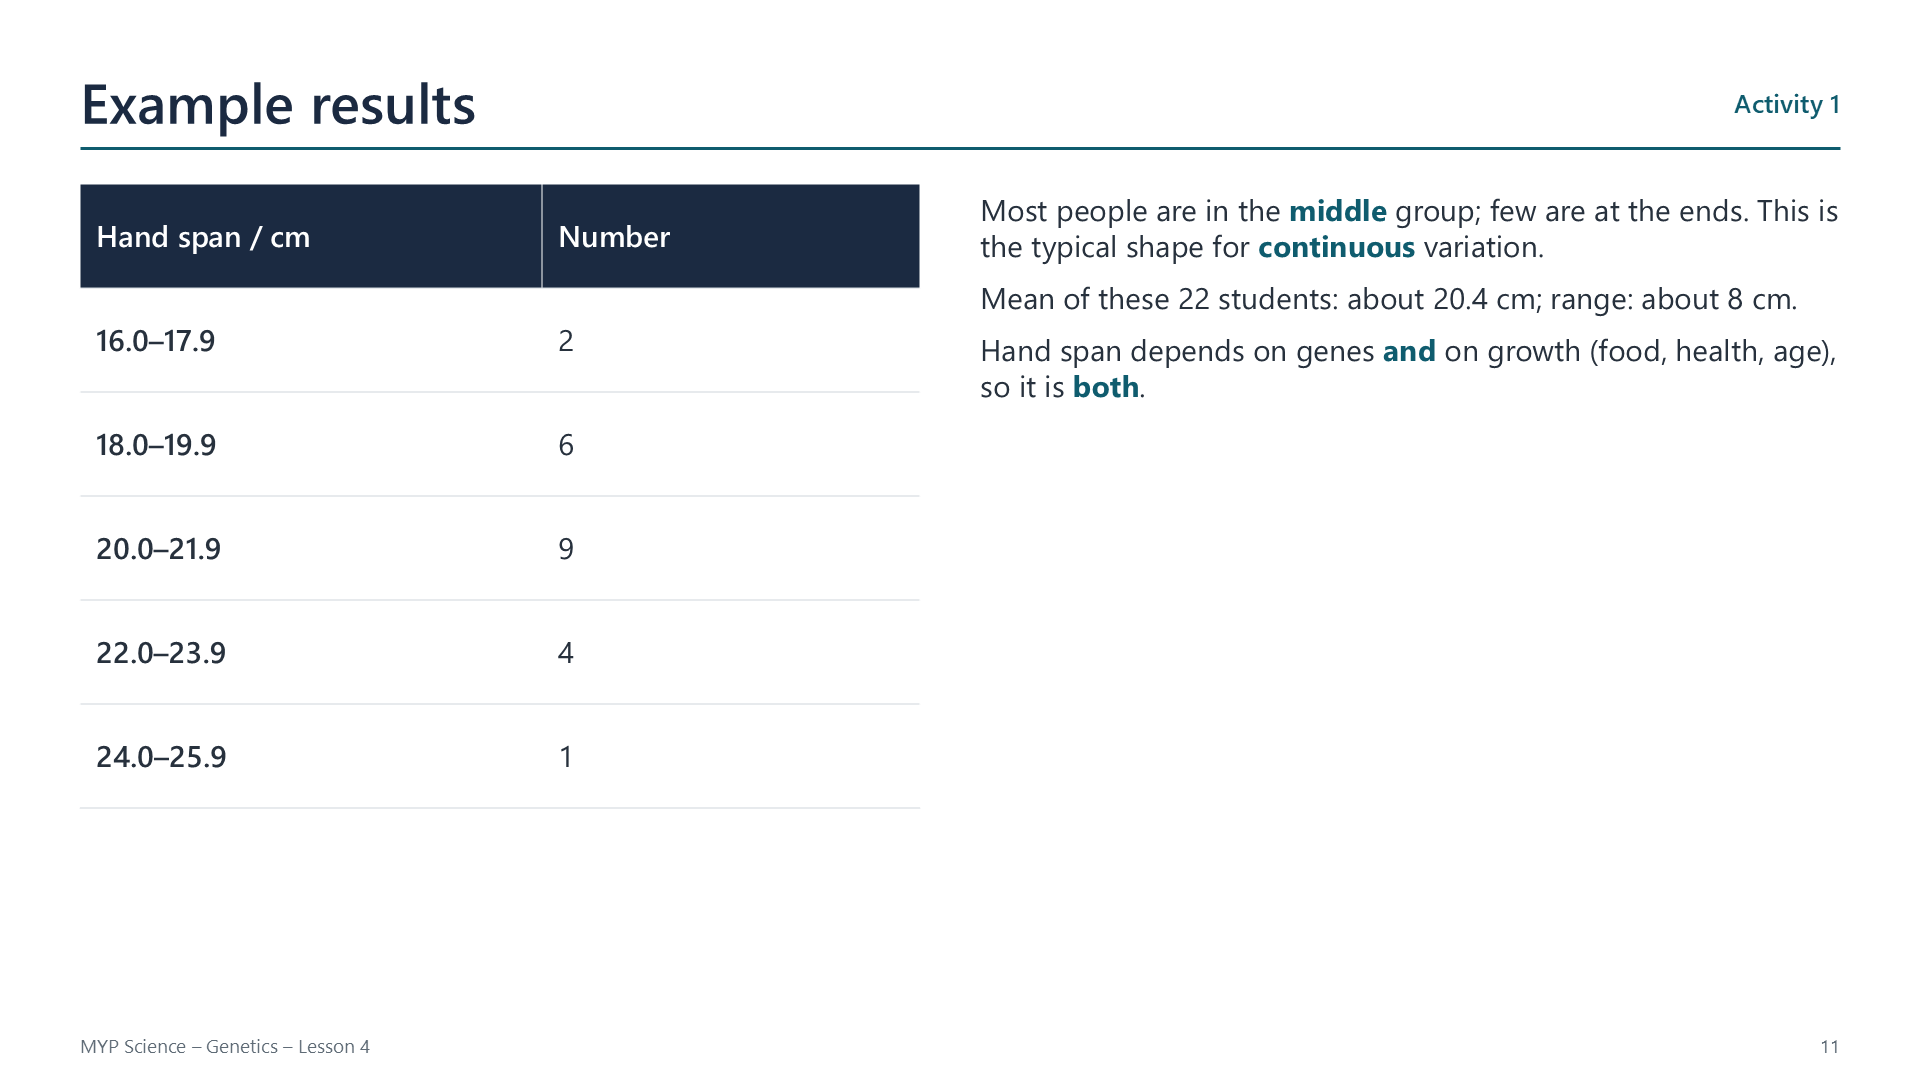 Example results
Activity 1
Hand span / cm Number
16.0–17.9 2
18.0–19.9 6
20.0–21.9 9
22.0–23.9 4
24.0–25.9 1
Most people are in the middle group; few are at the ends. This is
the typical shape for continuous variation.
Mean of these 22 students: about 20.4 cm; range: about 8 cm.
Hand span depends on genes and on growth (food, health, age),
so it is both.
MYP Science – Genetics – Lesson 4
11